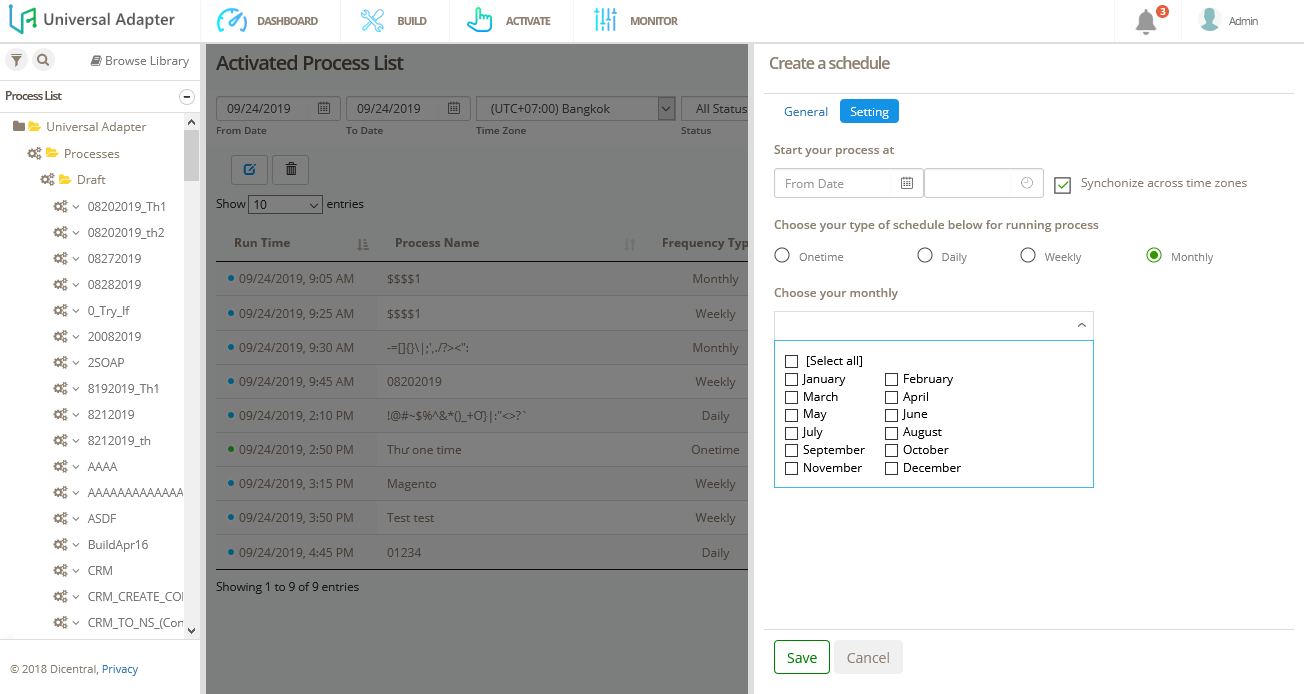 Universal Adapter
DASHBOARD
BUILD
ACTIVATE
MONITOR
3
Admin
Browse Library
Process List
Universal Adapter
Processes
Draft
08202019_Th1
08202019_th2
08272019
08282019
0_Try_If
20082019
2SOAP
8192019_Th1
8212019
8212019_th
AAAA
AAAAAAAAAAAAA
ASDF
BuildApr16
CRM
CRM_CREATE_CO
CRM_TO_NS_(Con
© 2018 Dicentral, Privacy
Activated Process List
09/24/2019 09/24/2019 (UTC+07:00) Bangkok All Status
From Date To Date Time Zone Status
Show 10 entries
Run Time Process Name Frequency Typ
09/24/2019, 9:05 AM $$$$1 Monthly
09/24/2019, 9:25 AM $$$$1 Weekly
09/24/2019, 9:30 AM -=[]{}\|;',./?><": Monthly
09/24/2019, 9:45 AM 08202019 Weekly
09/24/2019, 2:10 PM !@#~$%^&*()_+Ơ}|:"<>?` Daily
09/24/2019, 2:50 PM Thư one time Onetime
09/24/2019, 3:15 PM Magento Weekly
09/24/2019, 3:50 PM Test test Weekly
09/24/2019, 4:45 PM 01234 Daily
Showing 1 to 9 of 9 entries
Create a schedule
General Setting
Start your process at
From Date Synchonize across time zones
Choose your type of schedule below for running process
Onetime Daily Weekly Monthly
Choose your monthly
[Select all]
January February
March April
May June
July August
September October
November December
Save Cancel